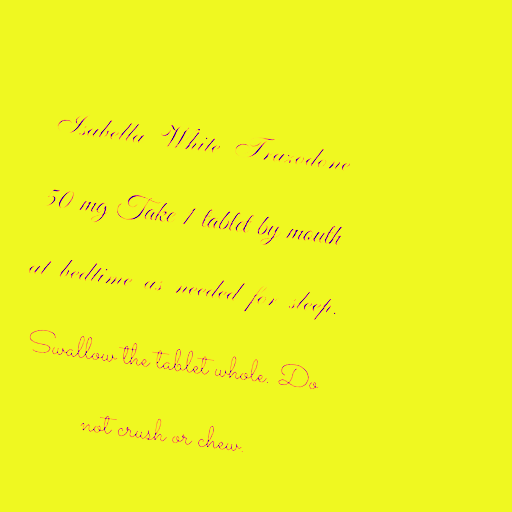 Isabella White Trazodone
50 mg Take 1 tablet by mouth
at bedtime as needed for sleep.
Swallow the tablet whole. Do
not crush or chew.